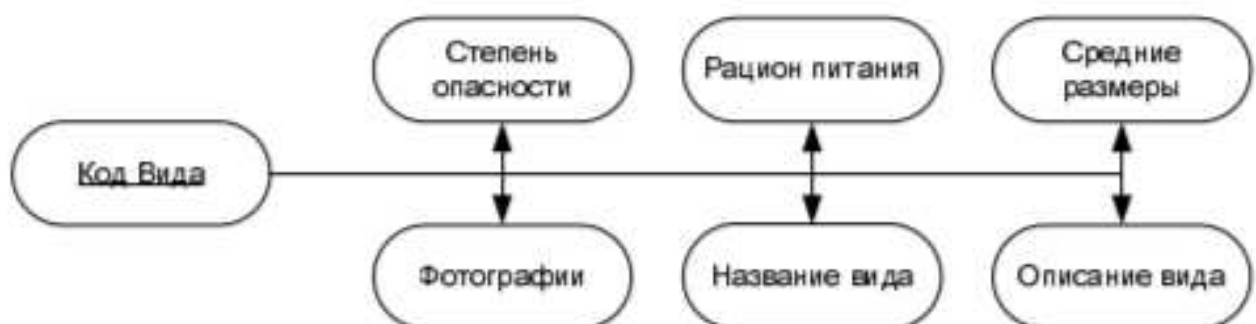 Степень
опасности
Рацион питания
Средние
размеры
Код Вида
Фотографии
Название вида
Описание вида